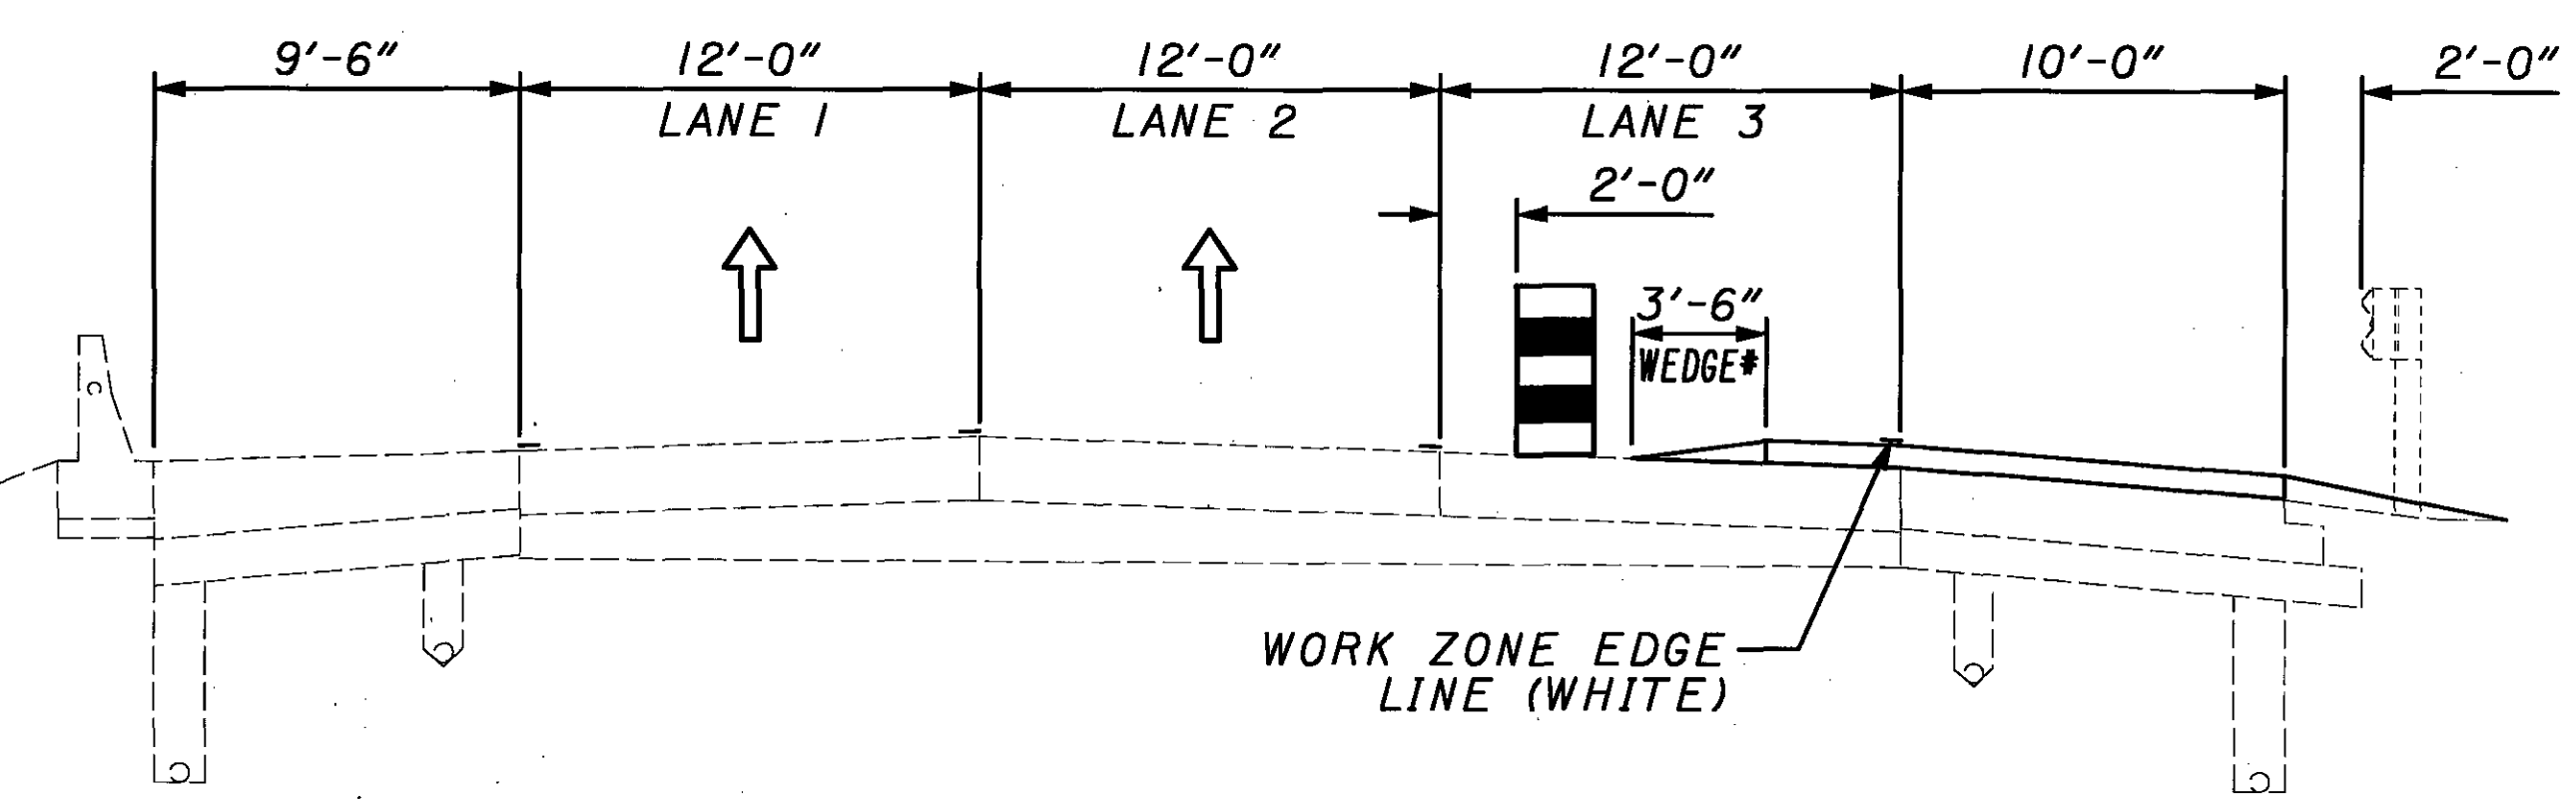 9'-6" 12'-0" 12'-0" 12'-0" 10'-0" 2'-0"
LANE 1 LANE 2 LANE 3
2'-0"
3'-6"
WEDGE#
C
WORK ZONE EDGE
LINE (WHITE)